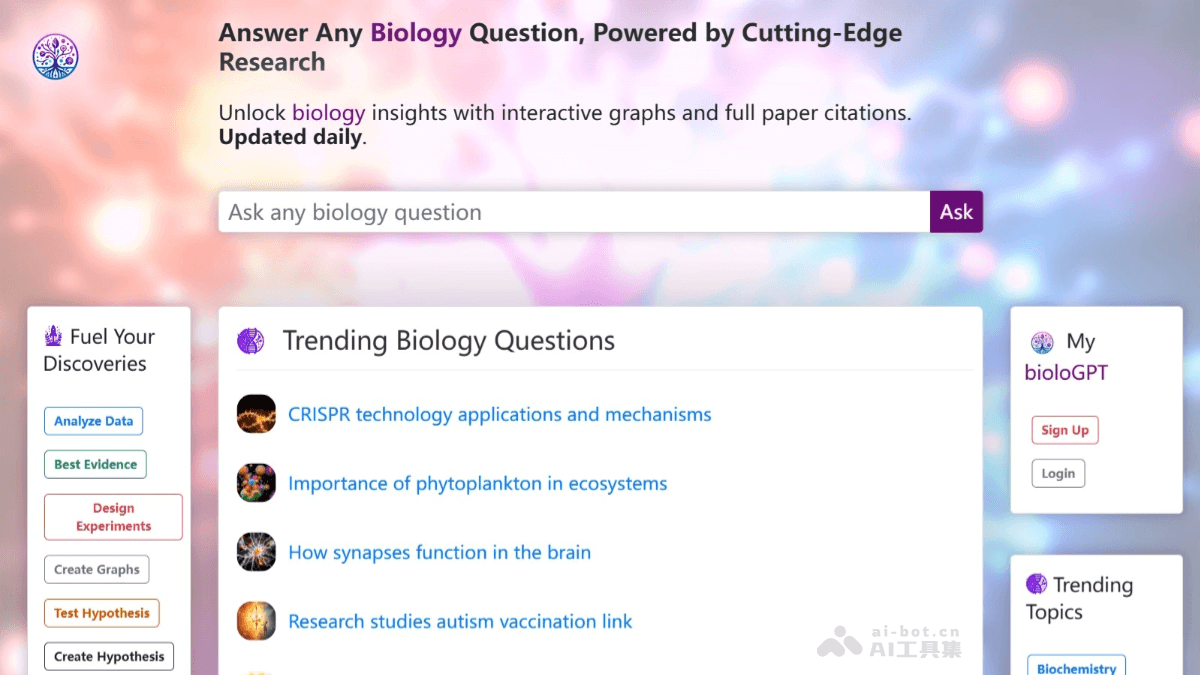 Answer Any Biology Question, Powered by Cutting-Edge
Research
Unlock biology insights with interactive graphs and full paper citations.
Updated daily.
Ask any biology question
Ask
Fuel Your
Discoveries
Analyze Data
Best Evidence
Design
Experiments
Create Graphs
Test Hypothesis
Create Hypothesis
Trending Biology Questions
CRISPR technology applications and mechanisms
Importance of phytoplankton in ecosystems
How synapses function in the brain
Research studies autism vaccination link
My
bioloGPT
Sign Up
Login
Trending
Topics
Biochemistry
ai-bot.cn
AI工具集